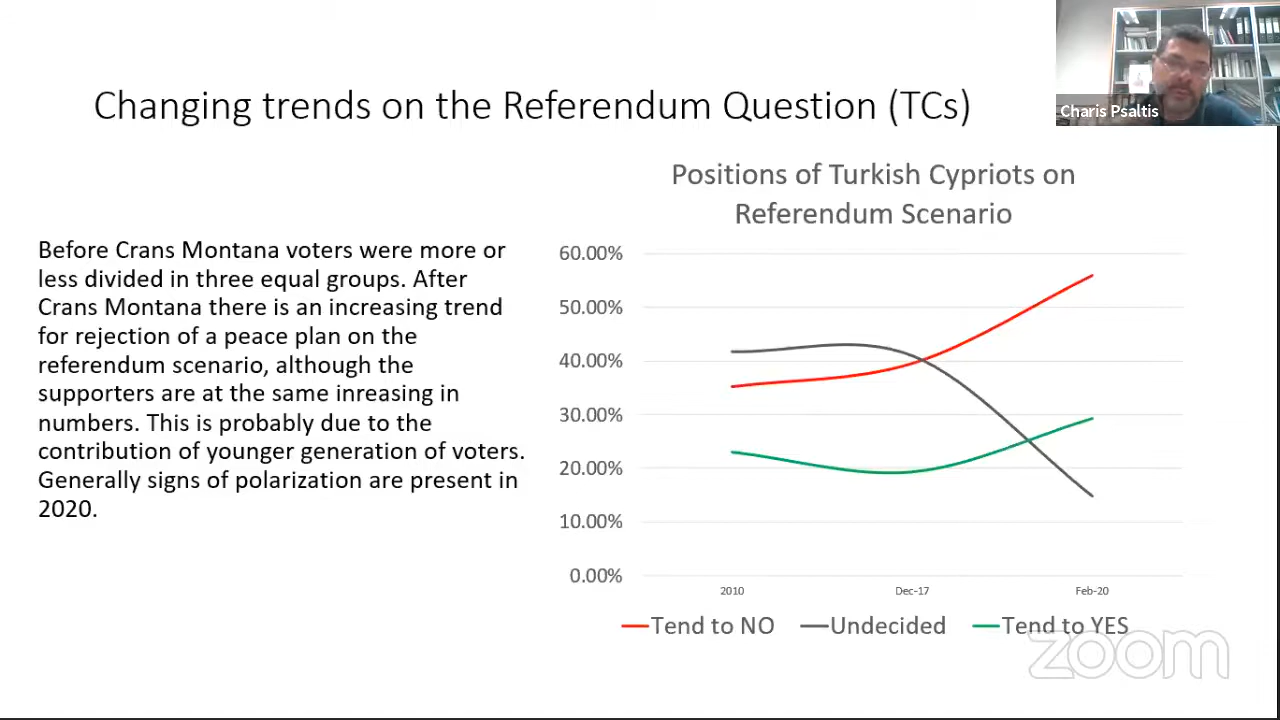 Changing trends on the Referendum Question (TCs)
Charis Psaltis
Before Crans Montana voters were more or
less divided in three equal groups. After
Crans Montana there is an increasing trend
for rejection of a peace plan on the
referendum scenario, although the
supporters are at the same inreasing in
numbers. This is probably due to the
contribution of younger generation of voters.
Generally signs of polarization are present in
2020.
Positions of Turkish Cypriots on
Referendum Scenario
60.00%
50.00%
40.00%
30.00%
20.00%
10.00%
0.00%
2010 Dec-17 Feb-20
Tend to NO Undecided Tend to YES
zoom